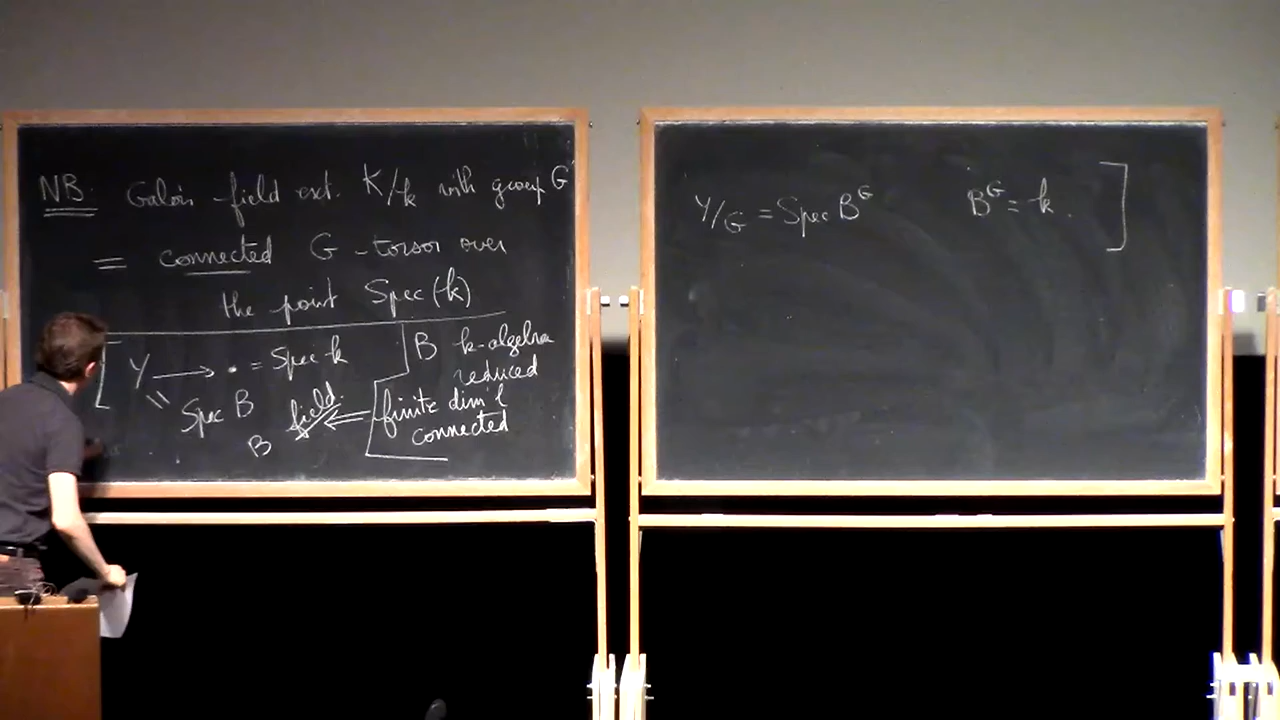 NB: Galois field ext. K/k with group G
= connected G-torsor over
the point Spec(k)
[ Y → • = Spec k
" Spec B
B field. ⇐
B k-algebra
reduced
finite dim'l
connected
Y/G = Spec B^G B^G = k. ]